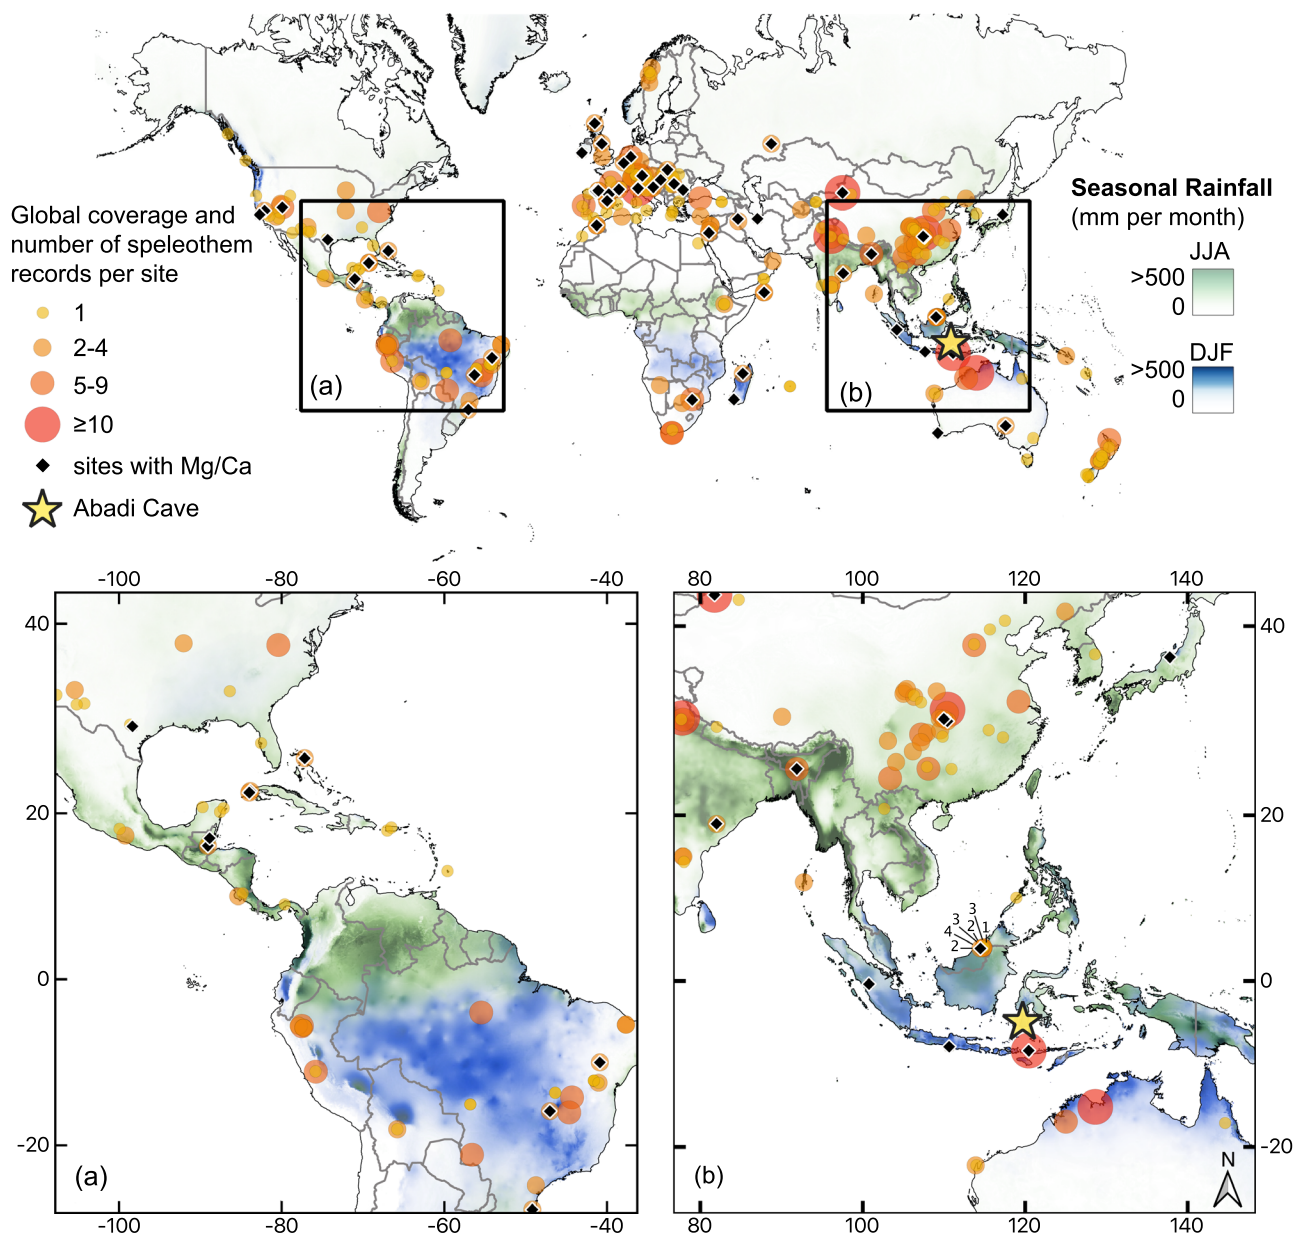 Global coverage and
number of speleothem
records per site
1
2-4
5-9
≥10
sites with Mg/Ca
Abadi Cave
(a)
(b)
Seasonal Rainfall
(mm per month)
JJA
>500
0
DJF
>500
0
-100 -80 -60 -40
40
20
0
-20
(a)
-100 -80 -60 -40
80 100 120 140
40
20
0
-20
3
3 2 1
4
2
N
(b)
80 100 120 140